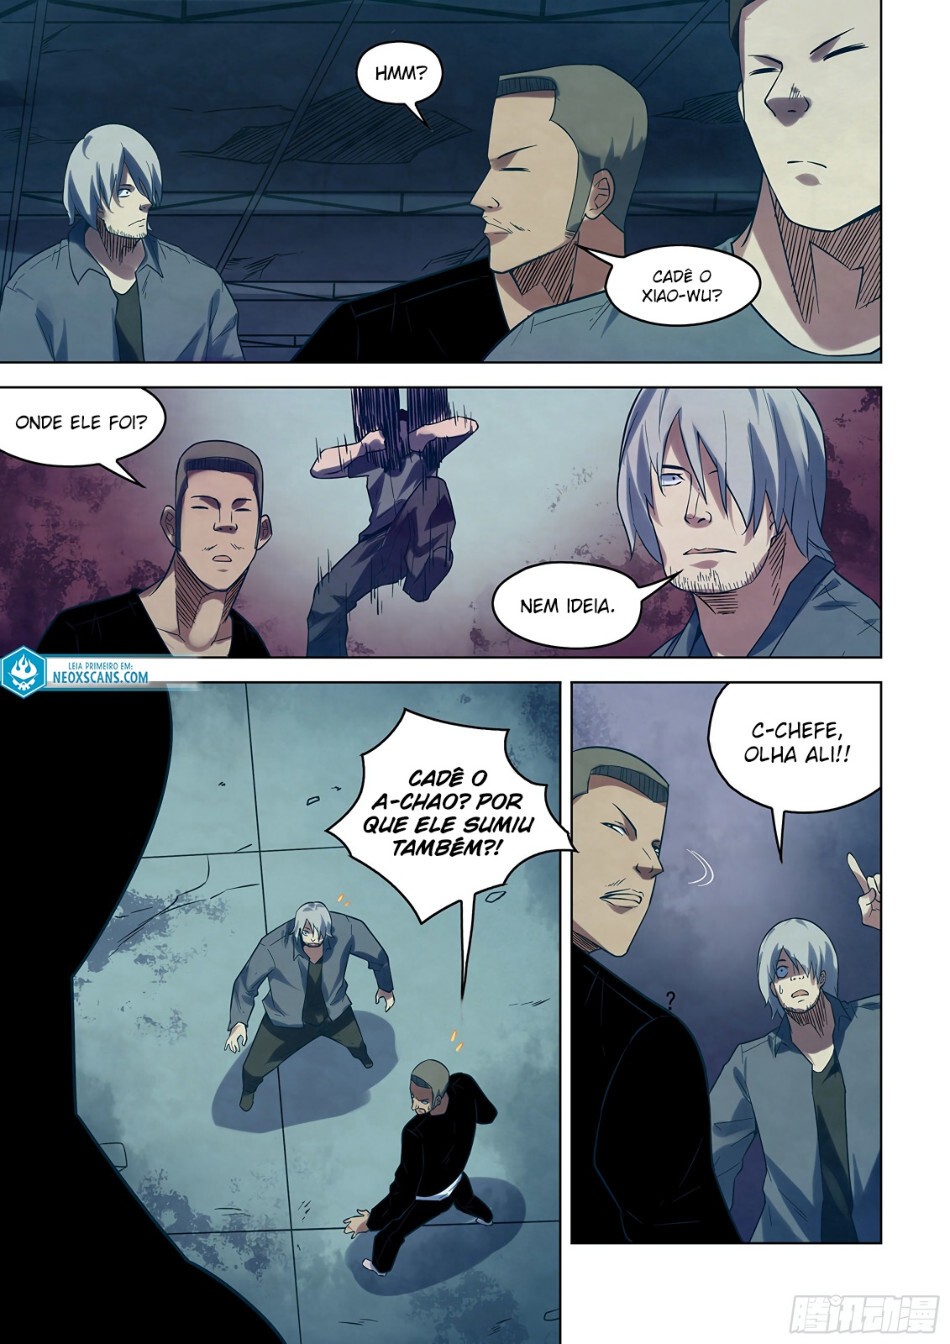 HMM?
CADÊ O
XIAO-WU?
ONDE ELE FOI?
NEM IDEIA.
LEIA PRIMEIRO EM:
NEOXSCANS.COM
CADÊ O
A-CHAO? POR
QUE ELE SUMIU
TAMBÉM?!
C-CHEFE,
OLHA ALI!!
?
腾讯动漫